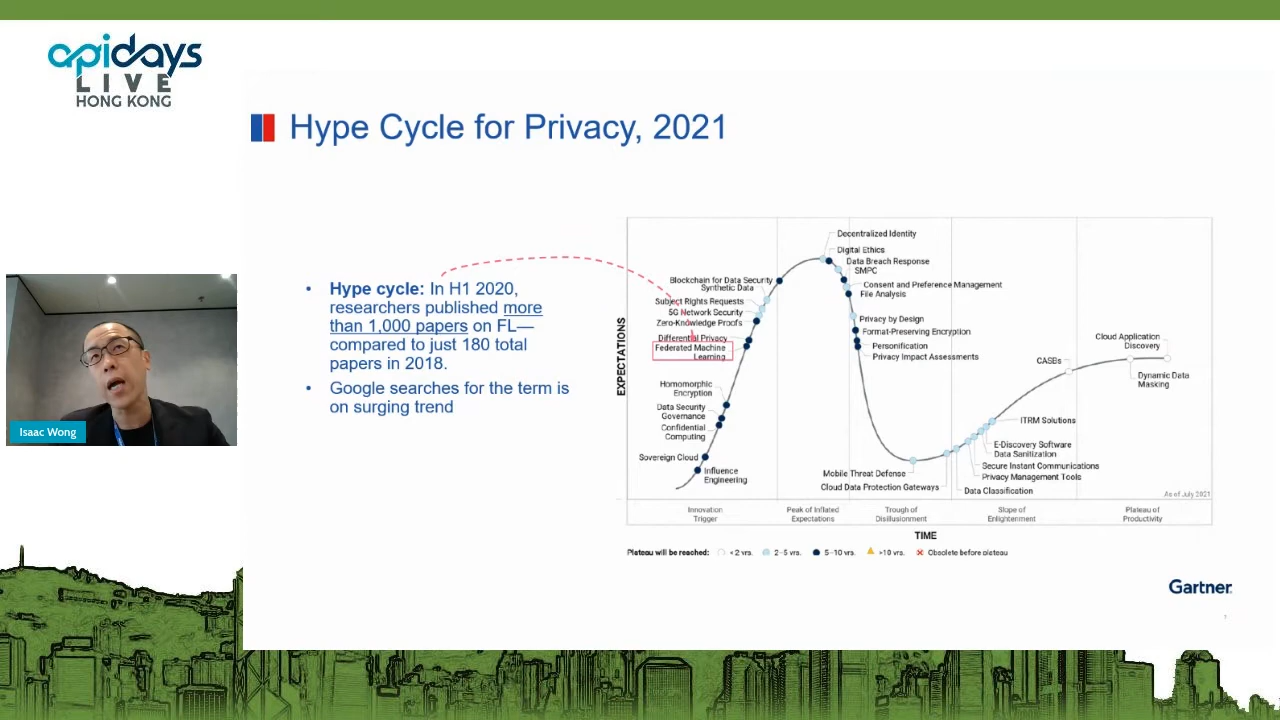 apidays
LIVE
HONG KONG
Hype Cycle for Privacy, 2021
• Hype cycle: In H1 2020,
researchers published more
than 1,000 papers on FL—
compared to just 180 total
papers in 2018.
• Google searches for the term is
on surging trend
Isaac Wong
EXPECTATIONS
Blockchain for Data Security
Synthetic Data
Subject Rights Requests
5G Network Security
Zero-Knowledge Proofs
Differential Privacy
Federated Machine
Learning
Homomorphic
Encryption
Data Security
Governance
Confidential
Computing
Sovereign Cloud
Influence
Engineering
Decentralized Identity
Digital Ethics
Data Breach Response
SMPC
Consent and Preference Management
File Analysis
Privacy by Design
Format-Preserving Encryption
Personification
Privacy Impact Assessments
Mobile Threat Defense
Cloud Data Protection Gateways
Data Classification
Privacy Management Tools
Secure Instant Communications
Data Sanitization
E-Discovery Software
ITRM Solutions
CASBs
Cloud Application
Discovery
Dynamic Data
Masking
As of July 2021
Innovation
Trigger
Peak of Inflated
Expectations
Trough of
Disillusionment
Slope of
Enlightenment
Plateau of
Productivity
TIME
Plateau will be reached: < 2 yrs. 2–5 yrs. 5–10 yrs. >10 yrs. Obsolete before plateau
Gartner
7